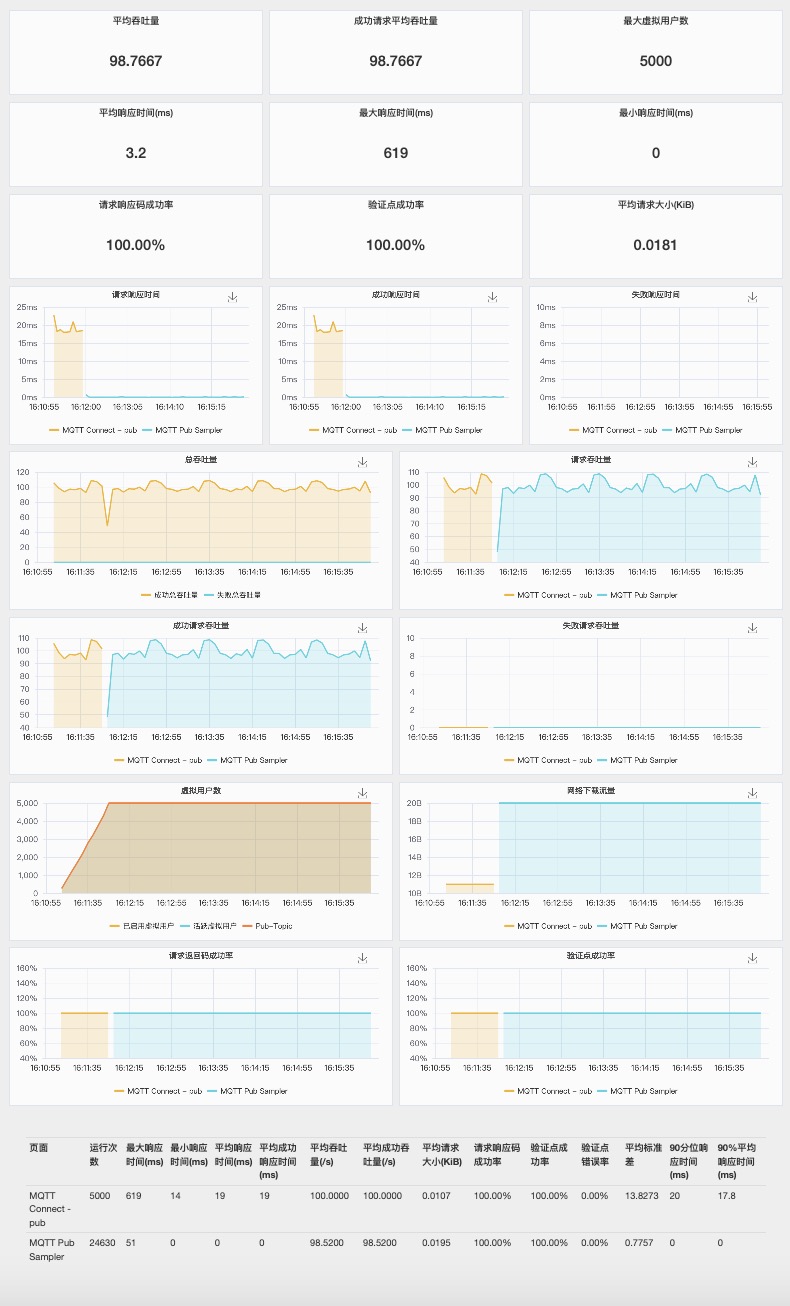 平均吞吐量
98.7667
成功请求平均吞吐量
98.7667
最大虚拟用户数
5000
平均响应时间(ms)
3.2
最大响应时间(ms)
619
最小响应时间(ms)
0
请求响应码成功率
100.00%
验证点成功率
100.00%
平均请求大小(KiB)
0.0181
请求响应时间
25ms
20ms
15ms
10ms
5ms
0ms
16:10:55 16:12:00 16:13:05 16:14:10 16:15:15
MQTT Connect - pub MQTT Pub Sampler
成功响应时间
25ms
20ms
15ms
10ms
5ms
0ms
16:10:55 16:12:00 16:13:05 16:14:10 16:15:15
MQTT Connect - pub MQTT Pub Sampler
失败响应时间
10ms
8ms
6ms
4ms
2ms
0ms
16:10:55 16:11:55 16:12:55 16:13:55 16:14:55 16:15:55
MQTT Connect - pub MQTT Pub Sampler
总吞吐量
120
100
80
60
40
20
0
16:10:55 16:11:35 16:12:15 16:12:55 16:13:35 16:14:15 16:14:55 16:15:35
成功总吞吐量 失败总吞吐量
请求吞吐量
110
100
90
80
70
60
50
40
16:10:55 16:11:35 16:12:15 16:12:55 16:13:35 16:14:15 16:14:55 16:15:35
MQTT Connect - pub MQTT Pub Sampler
成功请求吞吐量
110
100
90
80
70
60
50
40
16:10:55 16:11:35 16:12:15 16:12:55 16:13:35 16:14:15 16:14:55 16:15:35
MQTT Connect - pub MQTT Pub Sampler
失败请求吞吐量
10
8
6
4
2
0
16:10:55 16:11:35 16:12:15 16:12:55 16:13:35 16:14:15 16:14:55 16:15:35
MQTT Connect - pub MQTT Pub Sampler
虚拟用户数
5,000
4,000
3,000
2,000
1,000
0
16:10:55 16:11:35 16:12:15 16:12:55 16:13:35 16:14:15 16:14:55 16:15:35
已启用虚拟用户 活跃虚拟用户 Pub-Topic
网络下载流量
20B
18B
16B
14B
12B
10B
16:10:55 16:11:35 16:12:15 16:12:55 16:13:35 16:14:15 16:14:55 16:15:35
MQTT Connect - pub MQTT Pub Sampler
请求返回码成功率
160%
140%
120%
100%
80%
60%
40%
16:10:55 16:11:35 16:12:15 16:12:55 16:13:35 16:14:15 16:14:55 16:15:35
MQTT Connect - pub MQTT Pub Sampler
验证点成功率
160%
140%
120%
100%
80%
60%
40%
16:10:55 16:11:35 16:12:15 16:12:55 16:13:35 16:14:15 16:14:55 16:15:35
MQTT Connect - pub MQTT Pub Sampler
页面 运行次 最大响应 最小响应 平均响应 平均成功 平均吞吐 平均成功吞 平均请求 请求响应码 验证点成 验证点 平均标准 90分位响 90%平均
数 时间(ms) 时间(ms) 时间(ms) 响应时间 量(/s) 吐量(/s) 大小(KiB) 成功率 功率 错误率 差 应时间 响应时间
(ms) (ms) (ms)
MQTT 5000 619 14 19 19 100.0000 100.0000 0.0107 100.00% 100.00% 0.00% 13.8273 20 17.8
Connect -
pub
MQTT Pub 24630 51 0 0 0 98.5200 98.5200 0.0195 100.00% 100.00% 0.00% 0.7757 0 0
Sampler